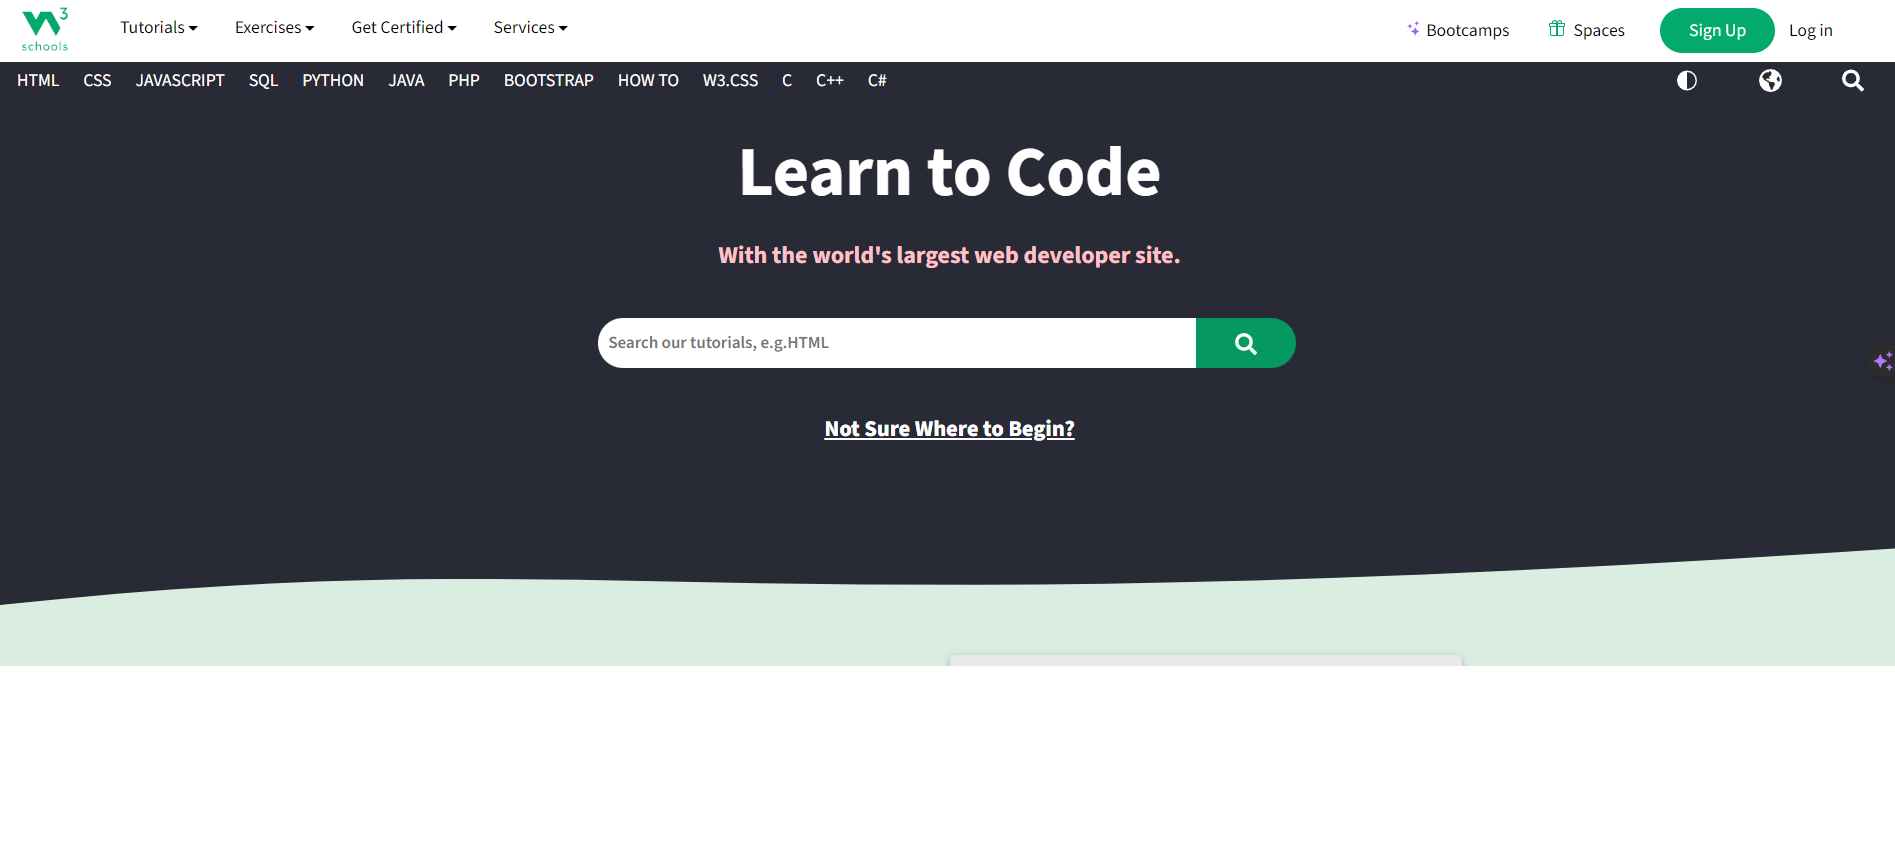 3
schools
Tutorials Exercises Get Certified Services Bootcamps Spaces Sign Up Log in
HTML CSS JAVASCRIPT SQL PYTHON JAVA PHP BOOTSTRAP HOW TO W3.CSS C C++ C#
Learn to Code
With the world's largest web developer site.
Search our tutorials, e.g.HTML
Not Sure Where to Begin?